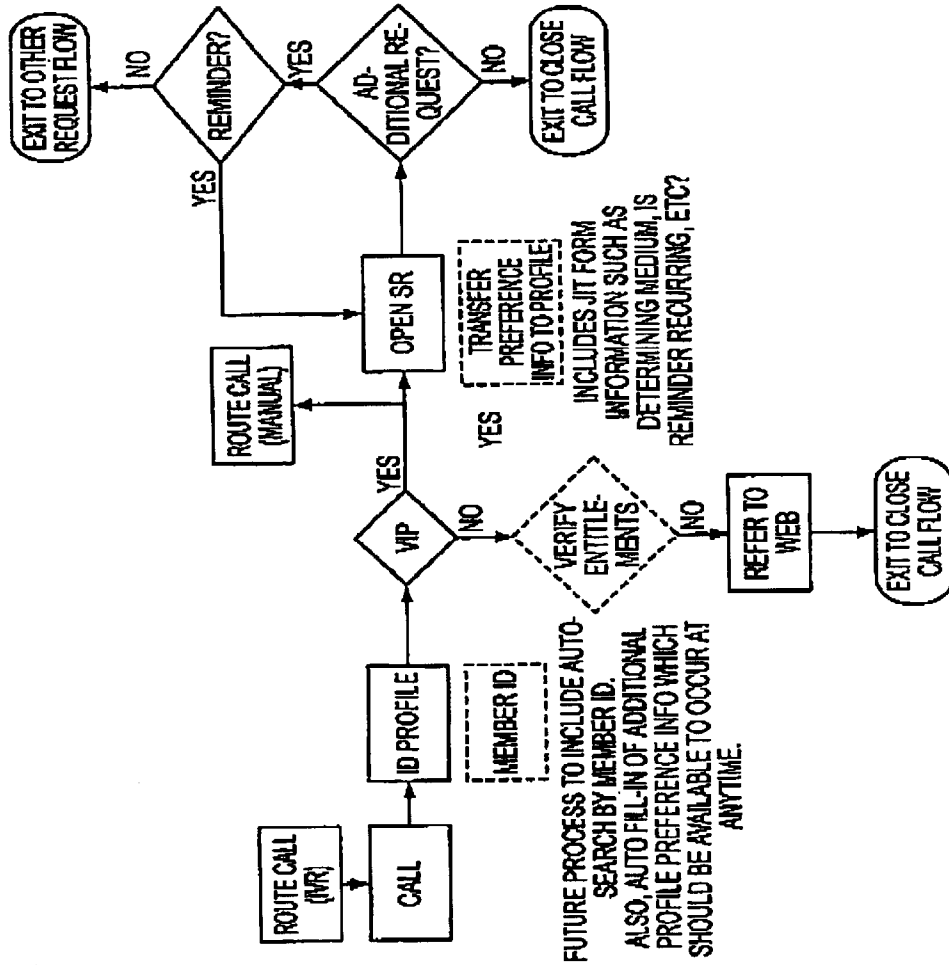 ROUTE CALL
(IVR)
CALL
ID PROFILE
MEMBER ID
FUTURE PROCESS TO INCLUDE AUTO-
SEARCH BY MEMBER ID.
ALSO, AUTO FILL-IN OF ADDITIONAL
PROFILE PREFERENCE INFO WHICH
SHOULD BE AVAILABLE TO OCCUR AT
ANYTIME.
VIP
YES
NO
VERIFY
ENTITLE-
MENTS
YES
NO
REFER TO
WEB
EXIT TO CLOSE
CALL FLOW
ROUTE CALL
(MANUAL)
OPEN SR
TRANSFER
PREFERENCE
INFO TO PROFILE
INCLUDES JIT FORM
INFORMATION SUCH AS
DETERMINING MEDIUM, IS
REMINDER RECURRING, ETC?
YES
REMINDER?
NO
EXIT TO OTHER
REQUEST FLOW
YES
AD-
DITIONAL RE-
QUEST?
NO
EXIT TO CLOSE
CALL FLOW